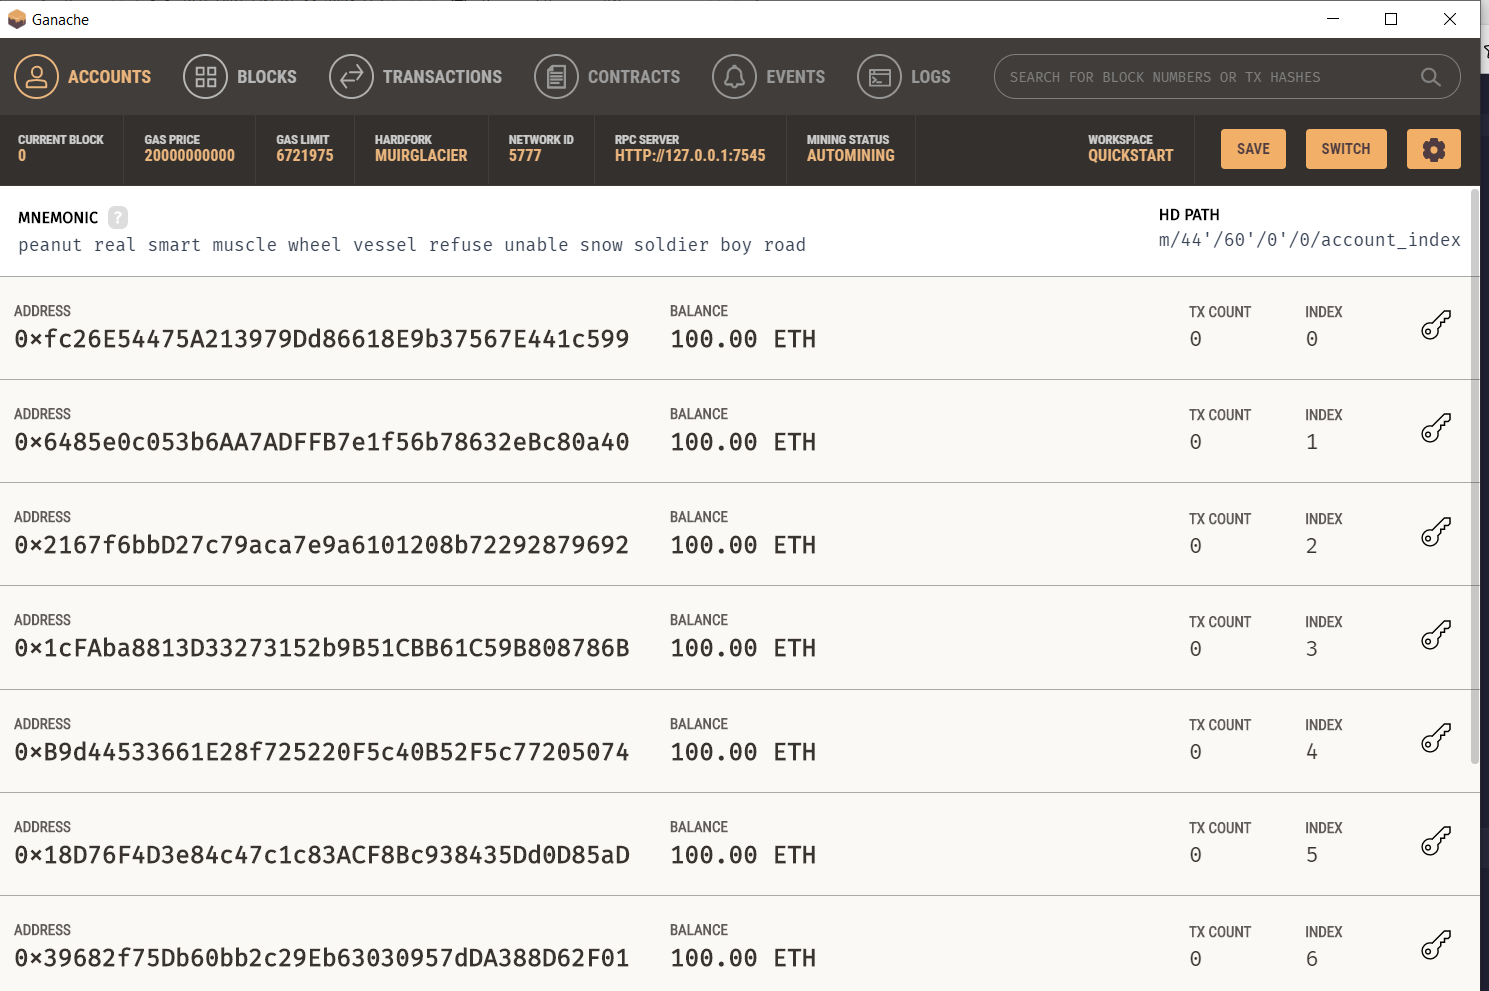 Ganache
ACCOUNTS BLOCKS TRANSACTIONS CONTRACTS EVENTS LOGS SEARCH FOR BLOCK NUMBERS OR TX HASHES
CURRENT BLOCK GAS PRICE GAS LIMIT HARDFORK NETWORK ID RPC SERVER MINING STATUS WORKSPACE SAVE SWITCH
0 20000000000 6721975 MUIRGLACIER 5777 HTTP://127.0.0.1:7545 AUTOMINING QUICKSTART
MNEMONIC ? HD PATH
peanut real smart muscle wheel vessel refuse unable snow soldier boy road m/44'/60'/0'/0/account_index
ADDRESS BALANCE TX COUNT INDEX
0×fc26E54475A213979Dd86618E9b37567E441c599 100.00 ETH 0 0
ADDRESS BALANCE TX COUNT INDEX
0×6485e0c053b6AA7ADFFB7e1f56b78632eBc80a40 100.00 ETH 0 1
ADDRESS BALANCE TX COUNT INDEX
0×2167f6bbD27c79aca7e9a6101208b72292879692 100.00 ETH 0 2
ADDRESS BALANCE TX COUNT INDEX
0×1cFAba8813D33273152b9B51CBB61C59B808786B 100.00 ETH 0 3
ADDRESS BALANCE TX COUNT INDEX
0×B9d44533661E28f725220F5c40B52F5c77205074 100.00 ETH 0 4
ADDRESS BALANCE TX COUNT INDEX
0×18D76F4D3e84c47c1c83ACF8Bc938435Dd0D85aD 100.00 ETH 0 5
ADDRESS BALANCE TX COUNT INDEX
0×39682f75Db60bb2c29Eb63030957dDA388D62F01 100.00 ETH 0 6